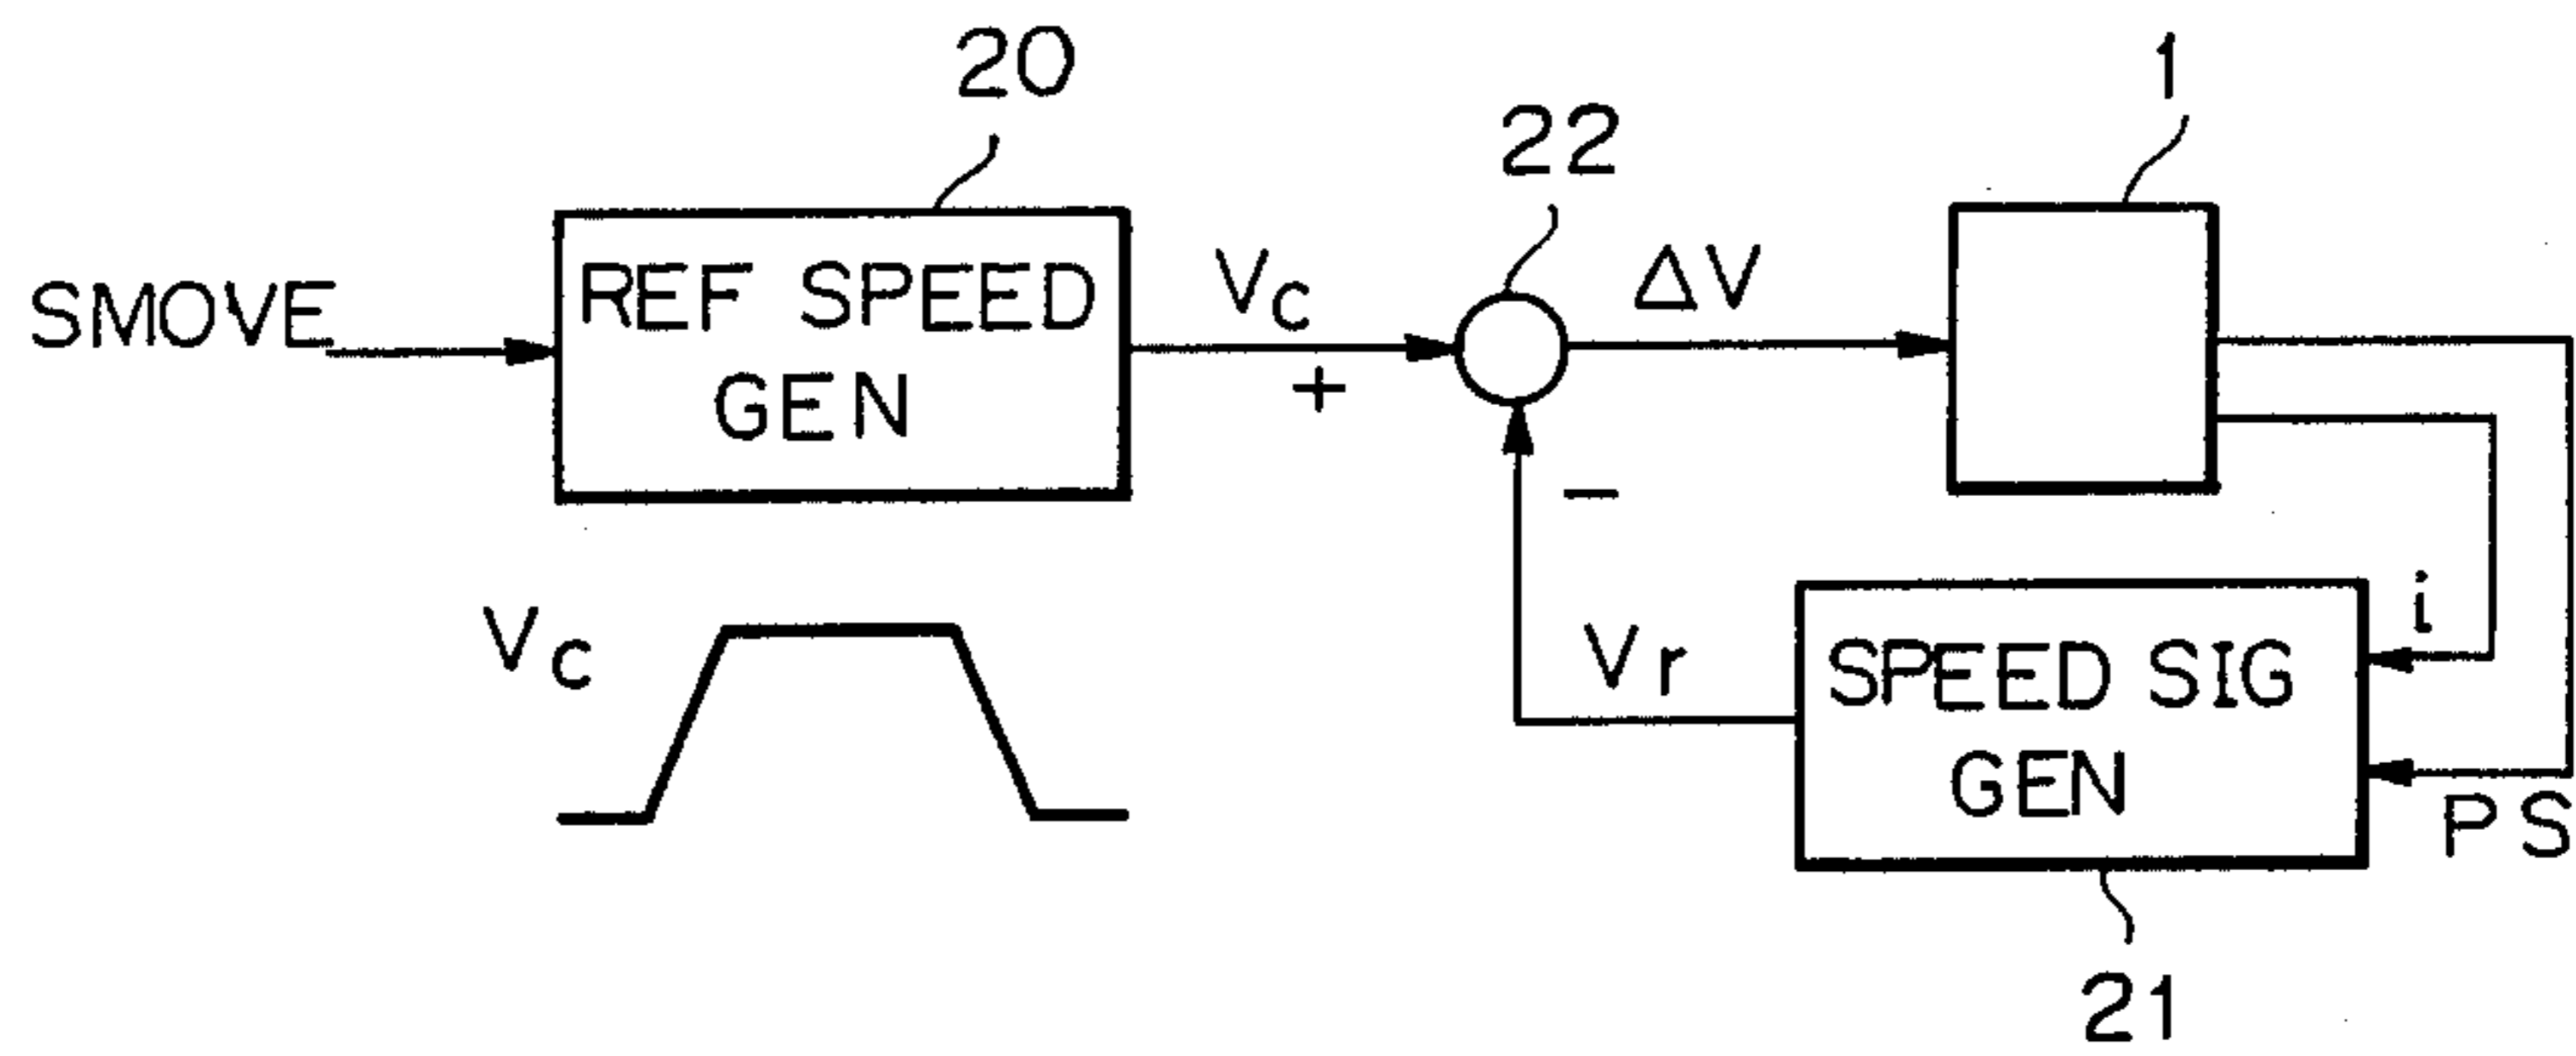 20
1
22
SMOVE
REF SPEED
GEN
Vc
+
ΔV
−
Vc
Vr
i
SPEED SIG
GEN
PS
21